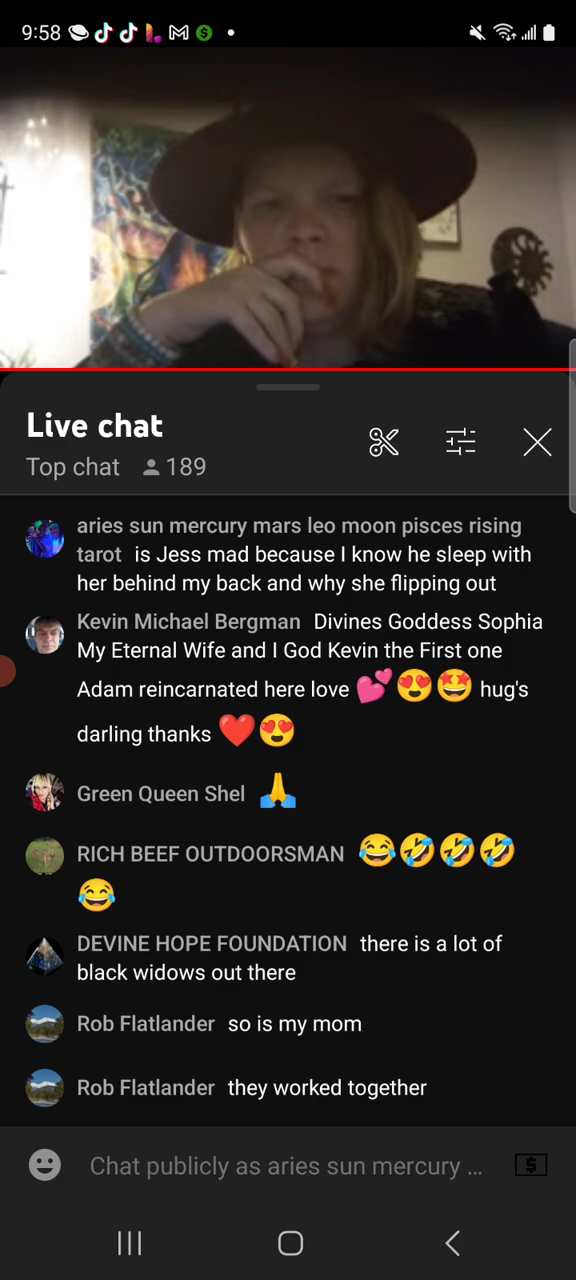 9:58
Live chat
Top chat 189
aries sun mercury mars leo moon pisces rising
tarot is Jess mad because I know he sleep with
her behind my back and why she flipping out
Kevin Michael Bergman Divines Goddess Sophia
My Eternal Wife and I God Kevin the First one
Adam reincarnated here love 💕😍🤩 hug's
darling thanks ❤️😍
Green Queen Shel 🙏
RICH BEEF OUTDOORSMAN 😂🤣🤣🤣
😂
DEVINE HOPE FOUNDATION there is a lot of
black widows out there
Rob Flatlander so is my mom
Rob Flatlander they worked together
Chat publicly as aries sun mercury ...